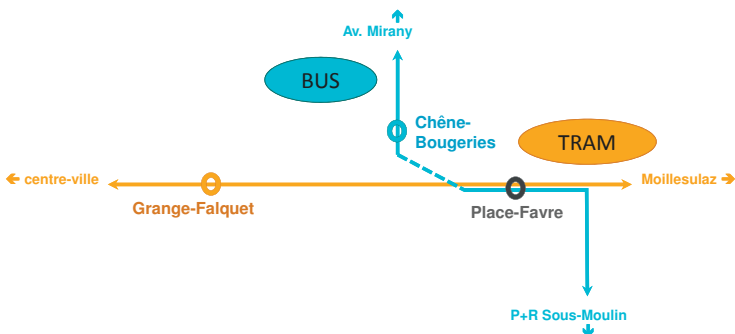 Av. Mirany
BUS
Chêne-
Bougeries
TRAM
centre-ville
Moillesulaz
Grange-Falquet
Place-Favre
P+R Sous-Moulin